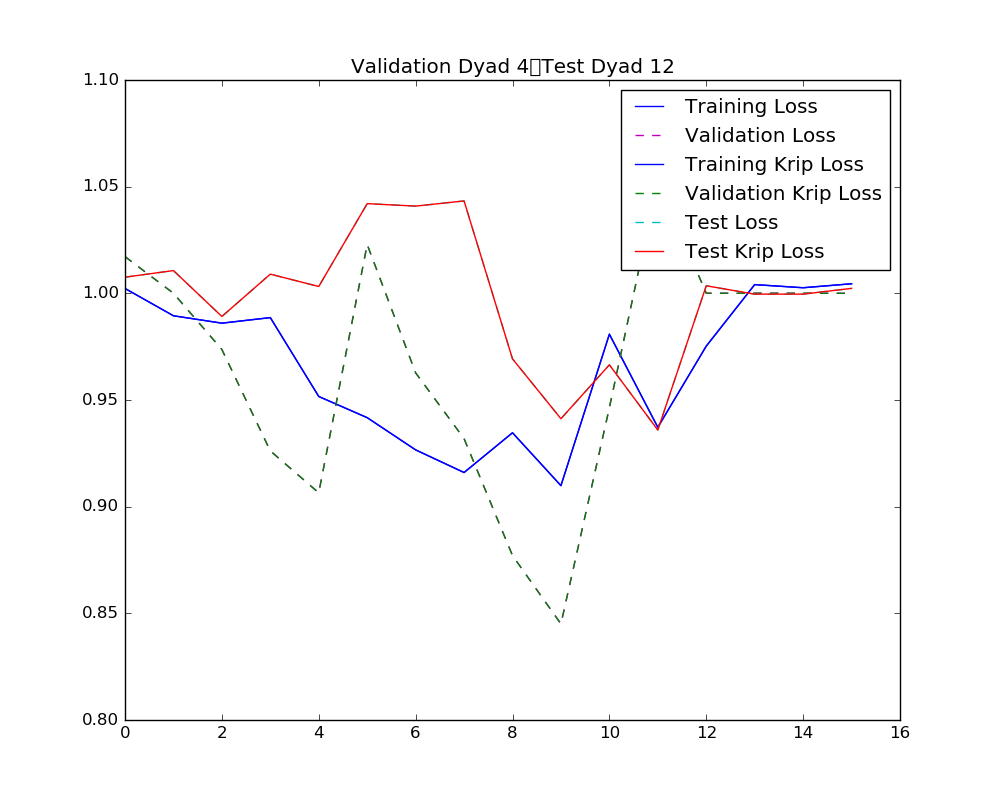 Validation Dyad 4▯Test Dyad 12
1.10
1.05
1.00
0.95
0.90
0.85
0.80
0 2 4 6 8 10 12 14 16
Training Loss
Validation Loss
Training Krip Loss
Validation Krip Loss
Test Loss
Test Krip Loss